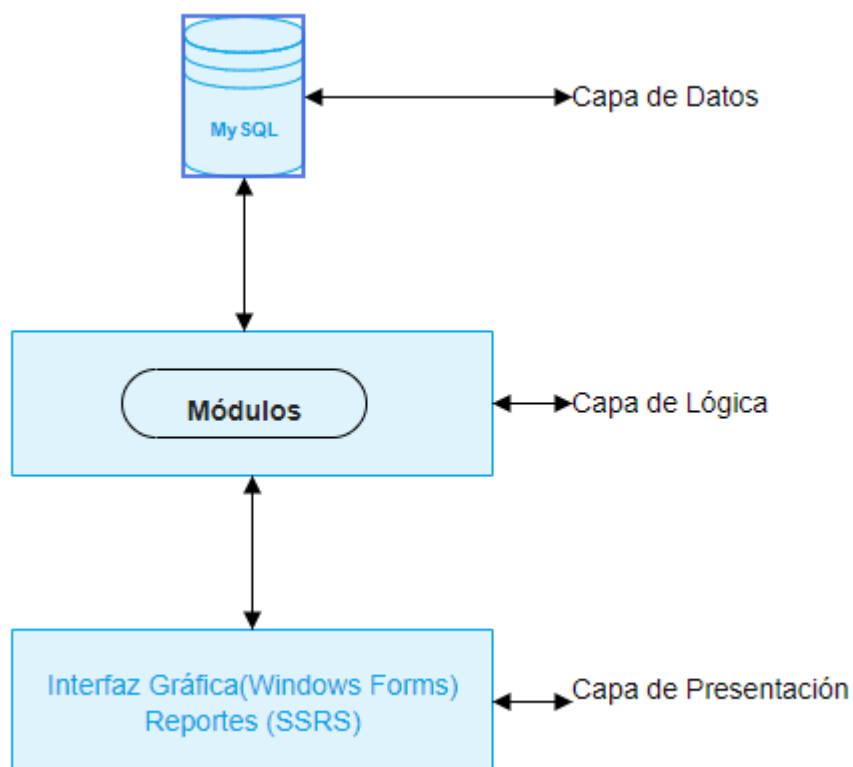 My SQL
Capa de Datos
Módulos
Capa de Lógica
Interfaz Gráfica(Windows Forms)
Reportes (SSRS)
Capa de Presentación